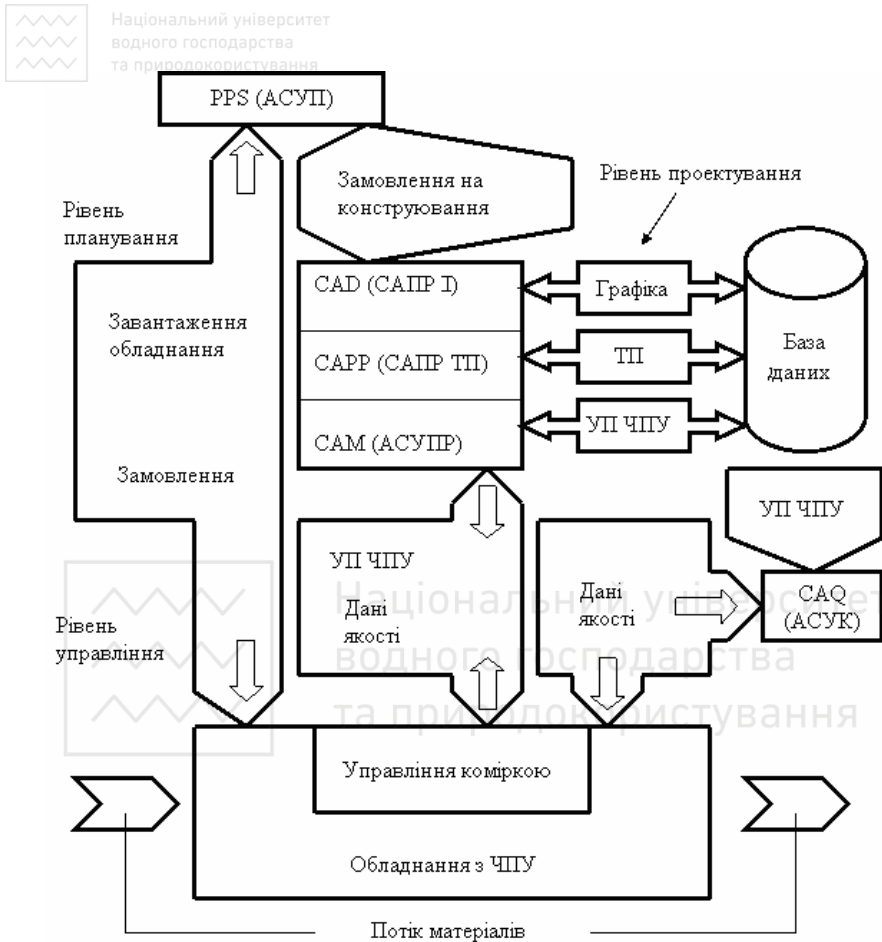 Національний університет
водного господарства
та природокористування
PPS (АСУП)
Замовлення на
конструювання
Рівень проектування
Рівень
планування
CAD (САПР І)
Графіка
Завантаження
обладнання
База
даних
CAPP (САПР ТП)
ТП
CAM (АСУПР)
УП ЧПУ
Замовлення
УП ЧПУ
УП ЧПУ
Дані
якості
Дані
якості
CAQ
(АСУК)
Рівень
управління
Національний університет
водного господарства
та природокористування
Управління коміркою
Обладнання з ЧПУ
Потік матеріалів